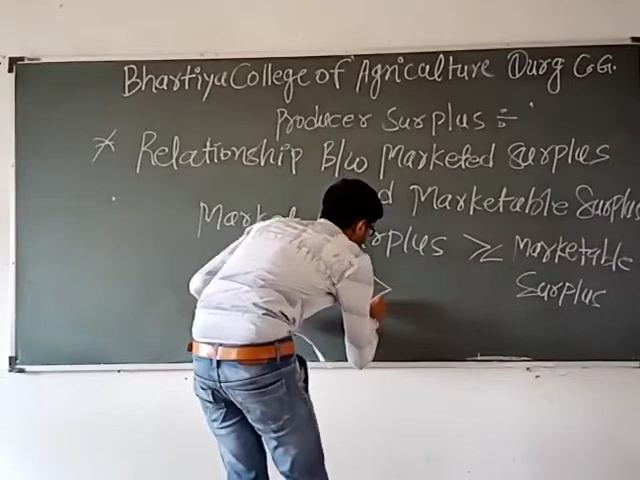 Bhartiya College of Agriculture Durg C.G.
Producer Surplus ÷
* Relationship B/w Marketed Surplus
Marketable Surplus
Surplus ⋛ Marketable
Surplus